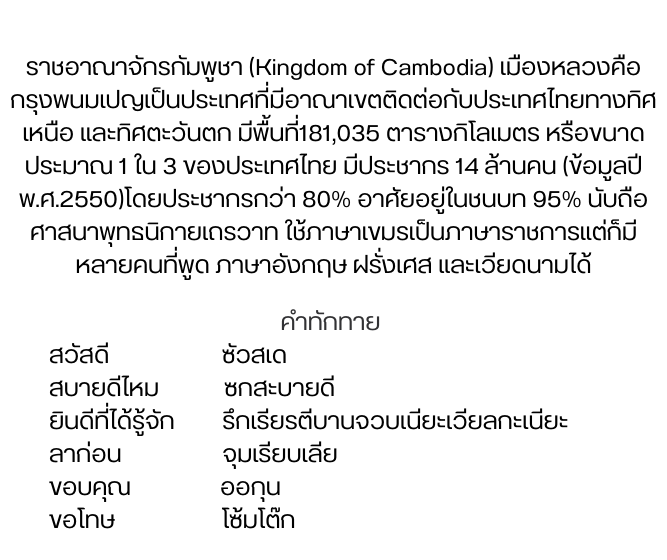 ราชอาณาจักรกัมพูชา (Kingdom of Cambodia) เมืองหลวงคือ
กรุงพนมเปญเป็นประเทศที่มีอาณาเขตติดต่อกับประเทศไทยทางทิศ
เหนือ และทิศตะวันตก มีพื้นที่181,035 ตารางกิโลเมตร หรือขนาด
ประมาณ 1 ใน 3 ของประเทศไทย มีประชากร 14 ล้านคน (ข้อมูลปี
พ.ศ.2550)โดยประชากรกว่า 80% อาศัยอยู่ในชนบท 95% นับถือ
ศาสนาพุทธนิกายเถรวาท ใช้ภาษาเขมรเป็นภาษาราชการแต่ก็มี
หลายคนที่พูด ภาษาอังกฤษ ฝรั่งเศส และเวียดนามได้
คำทักทาย
สวัสดี ซัวสเด
สบายดีไหม ซกสะบายดี
ยินดีที่ได้รู้จัก รีกเรียรตีบานจวบเนียะเวียลกะเนียะ
ลาก่อน จุมเรียบเลีย
ขอบคุณ ออกุน
ขอโทษ โซ้มโต๊ก